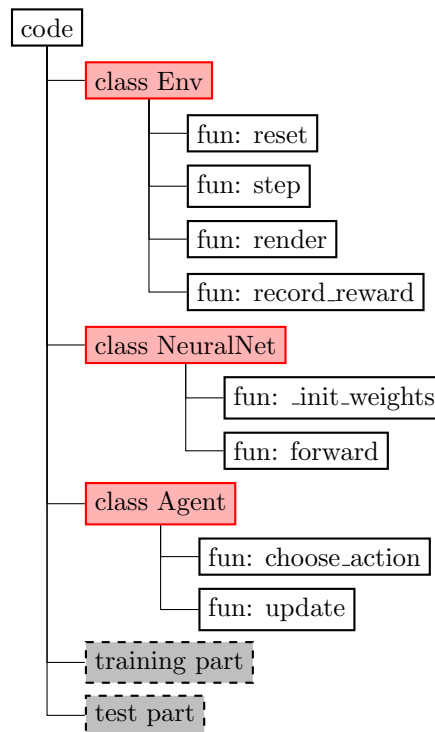 code
class Env
fun: reset
fun: step
fun: render
fun: record_reward
class NeuralNet
fun: _init_weights
fun: forward
class Agent
fun: choose_action
fun: update
training part
test part